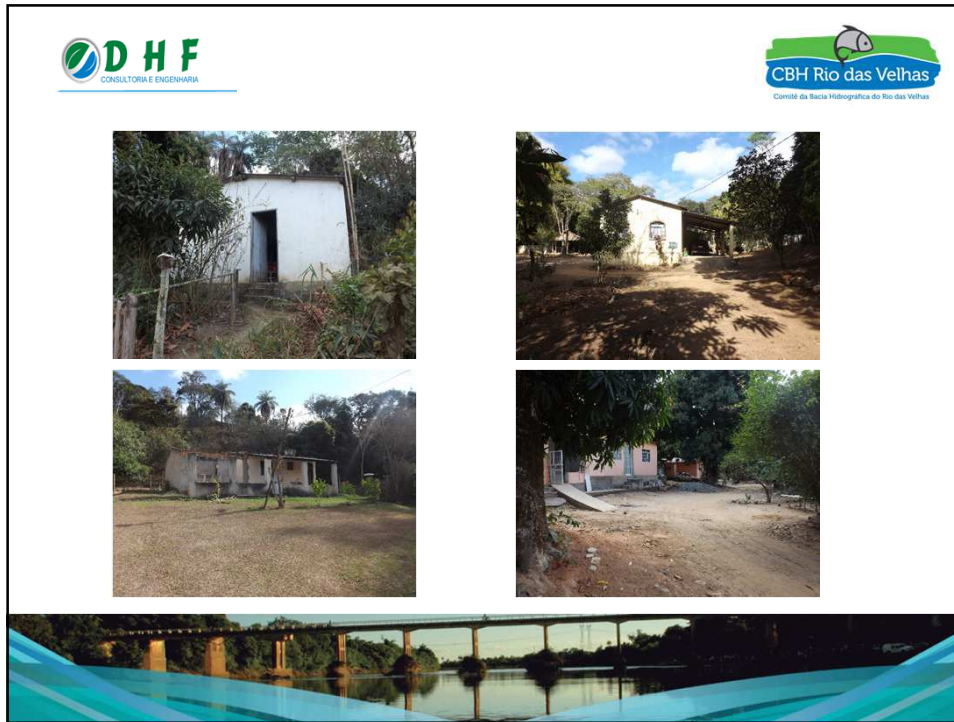 DHF
CONSULTORIA E ENGENHARIA
CBH Rio das Velhas
Comitê da Bacia Hidrográfica do Rio das Velhas